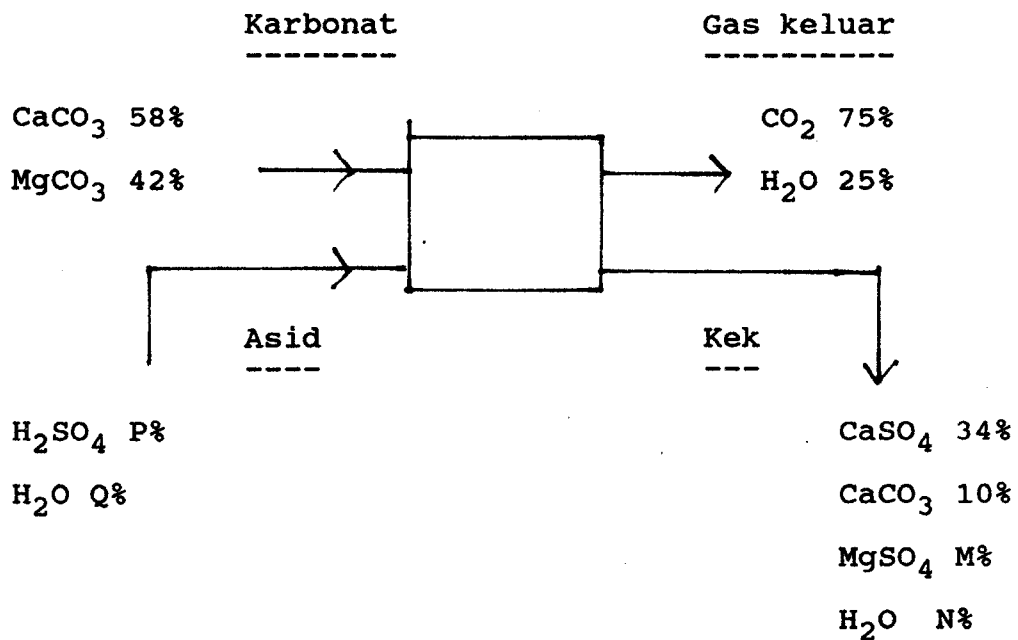 Karbonat
Gas keluar
CaCO3 58%
MgCO3 42%
CO2 75%
H2O 25%
Asid
Kek
H2SO4 P%
H2O Q%
CaSO4 34%
CaCO3 10%
MgSO4 M%
H2O N%